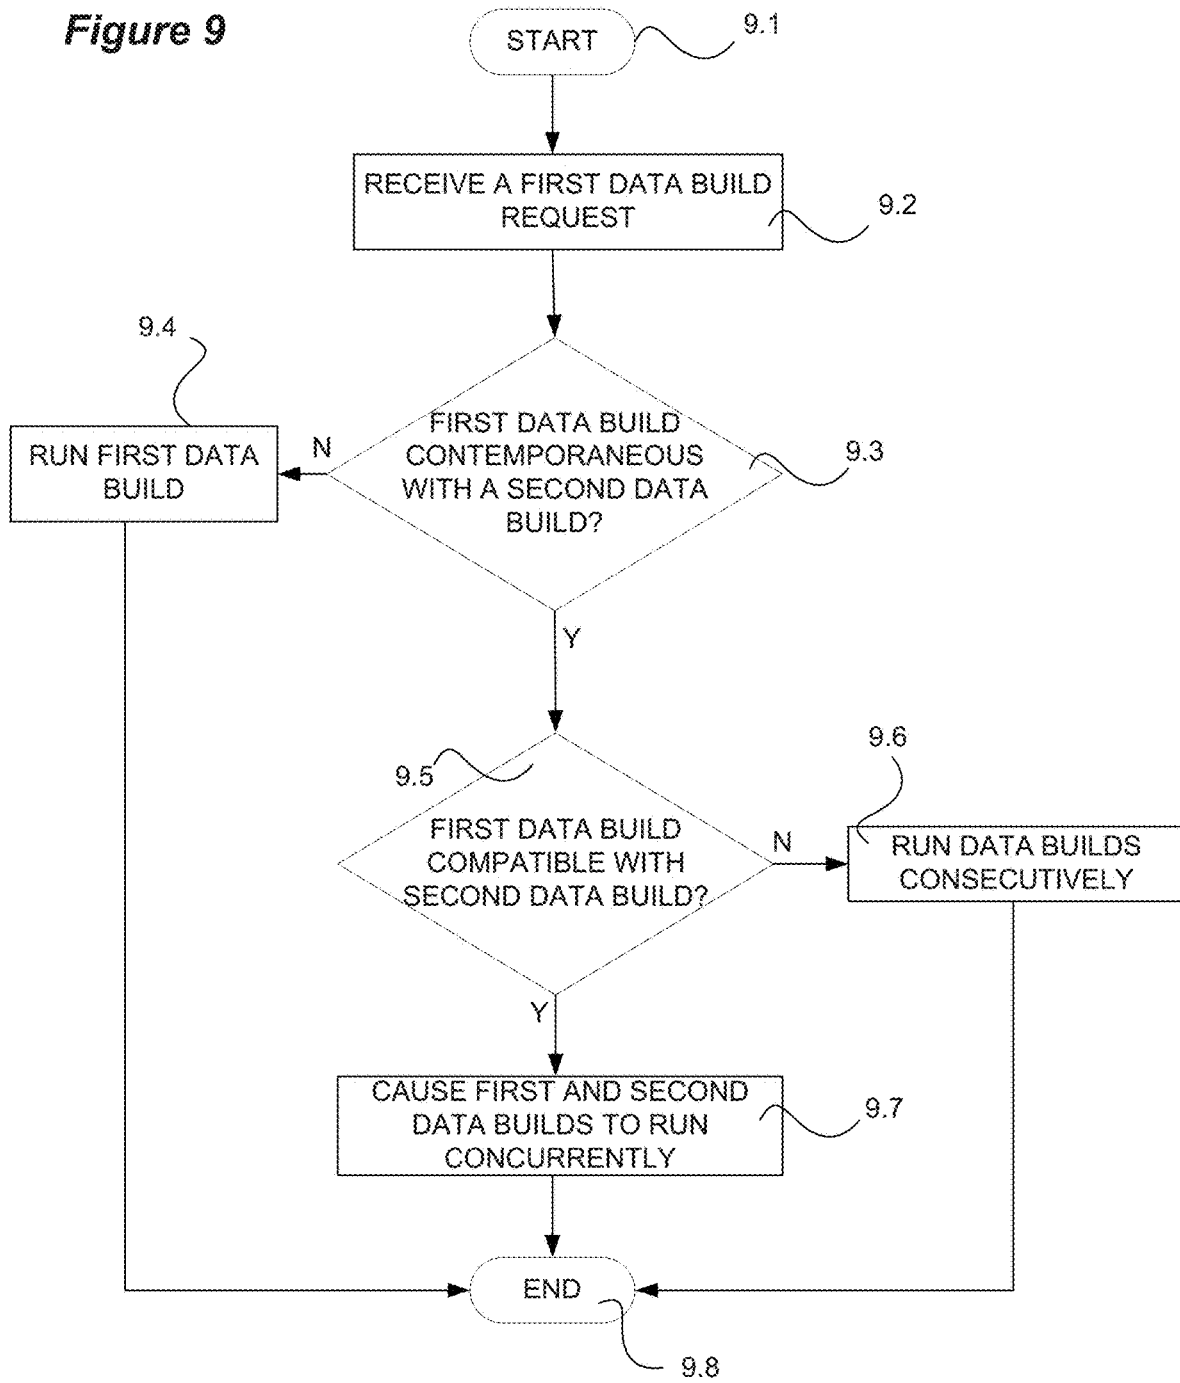 Figure 9
START
9.1
RECEIVE A FIRST DATA BUILD
REQUEST
9.2
9.4
RUN FIRST DATA
BUILD
N
FIRST DATA BUILD
CONTEMPORANEOUS
WITH A SECOND DATA
BUILD?
9.3
Y
9.5
FIRST DATA BUILD
COMPATIBLE WITH
SECOND DATA BUILD?
N
9.6
RUN DATA BUILDS
CONSECUTIVELY
Y
CAUSE FIRST AND SECOND
DATA BUILDS TO RUN
CONCURRENTLY
9.7
END
9.8